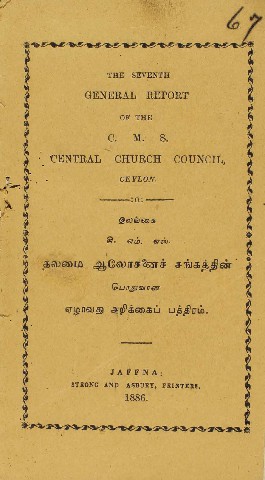 67
THE SEVENTH
GENERAL REPORT
OF THE
C. M. S.
CENTRAL CHURCH COUNCIL,
CEYLON.
இலங்கை
சி. எம். எஸ்.
தலமை ஆலோசனைச் சங்கத்தின்
பொதுவான
ஏழாவது அறிக்கைப் பத்திரம்.
JAFFNA:
STRONG AND ASBURY, PRINTERS.
1886.